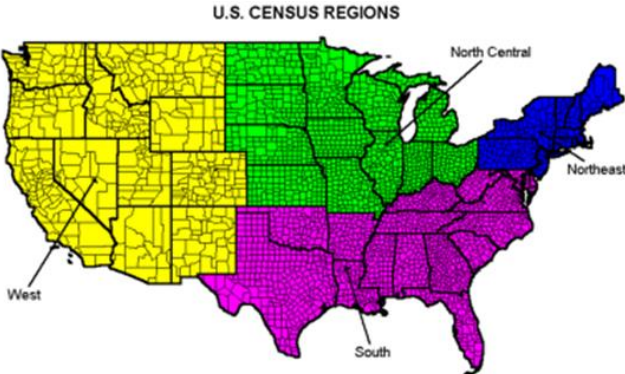 U.S. CENSUS REGIONS
North Central
Northeast
West
South